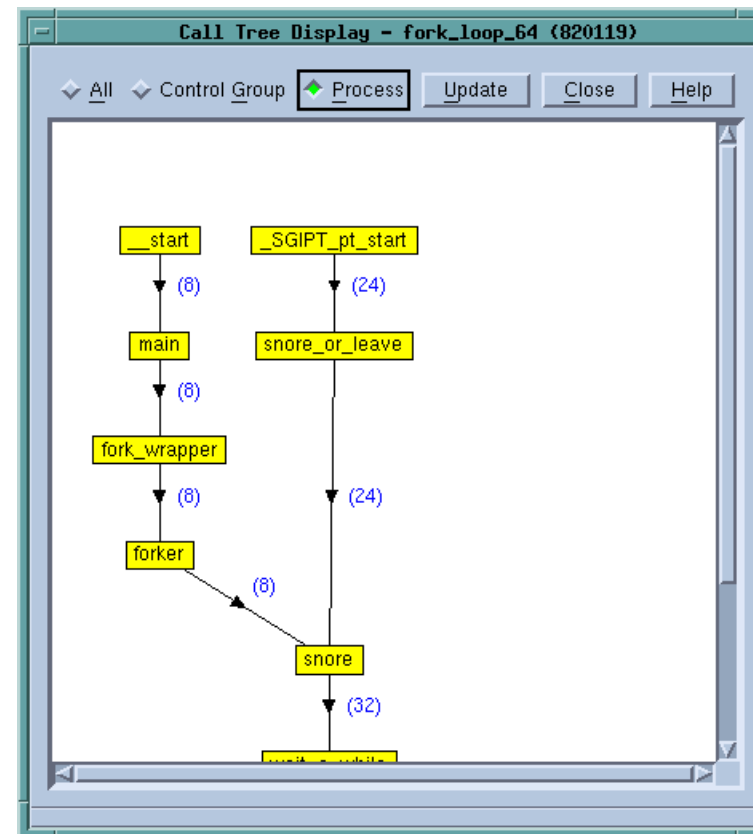 Call Tree Display - fork_loop_64 (820119)
All Control Group Process Update Close Help
__start _SGIPT_pt_start
(8) (24)
main snore_or_leave
(8)
fork_wrapper
(8) (24)
forker
(8)
snore
(32)
wait_a_while